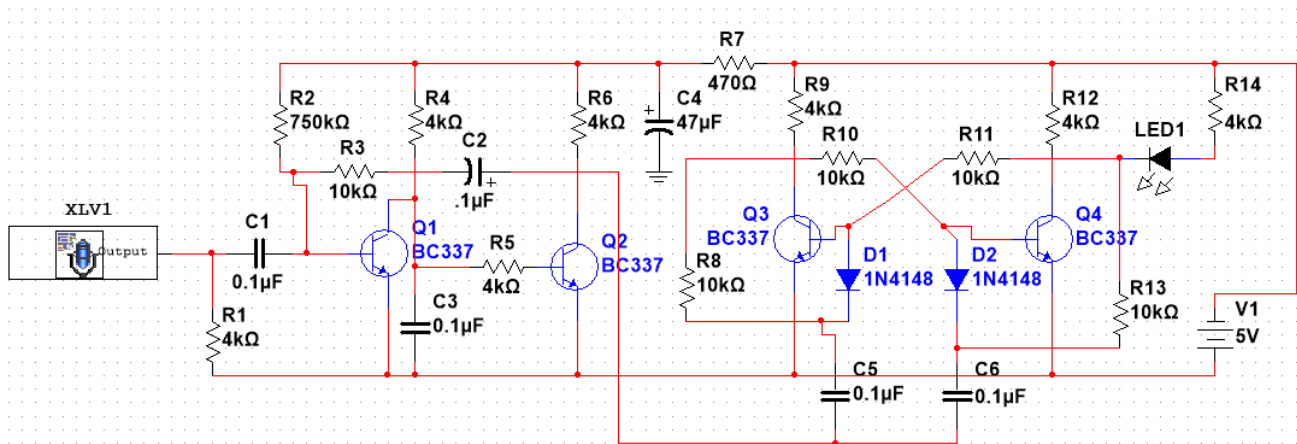 XLV1
Output
C1
0.1µF
R1
4kΩ
R2
750kΩ
R3
10kΩ
R4
4kΩ
C2
.1µF
+
Q1
BC337
R5
4kΩ
C3
0.1µF
R6
4kΩ
Q2
BC337
+
C4
47µF
R7
470Ω
R9
4kΩ
R10
10kΩ
R11
10kΩ
R12
4kΩ
LED1
R14
4kΩ
Q3
BC337
Q4
BC337
R8
10kΩ
D1
1N4148
D2
1N4148
R13
10kΩ
V1
5V
C5
0.1µF
C6
0.1µF